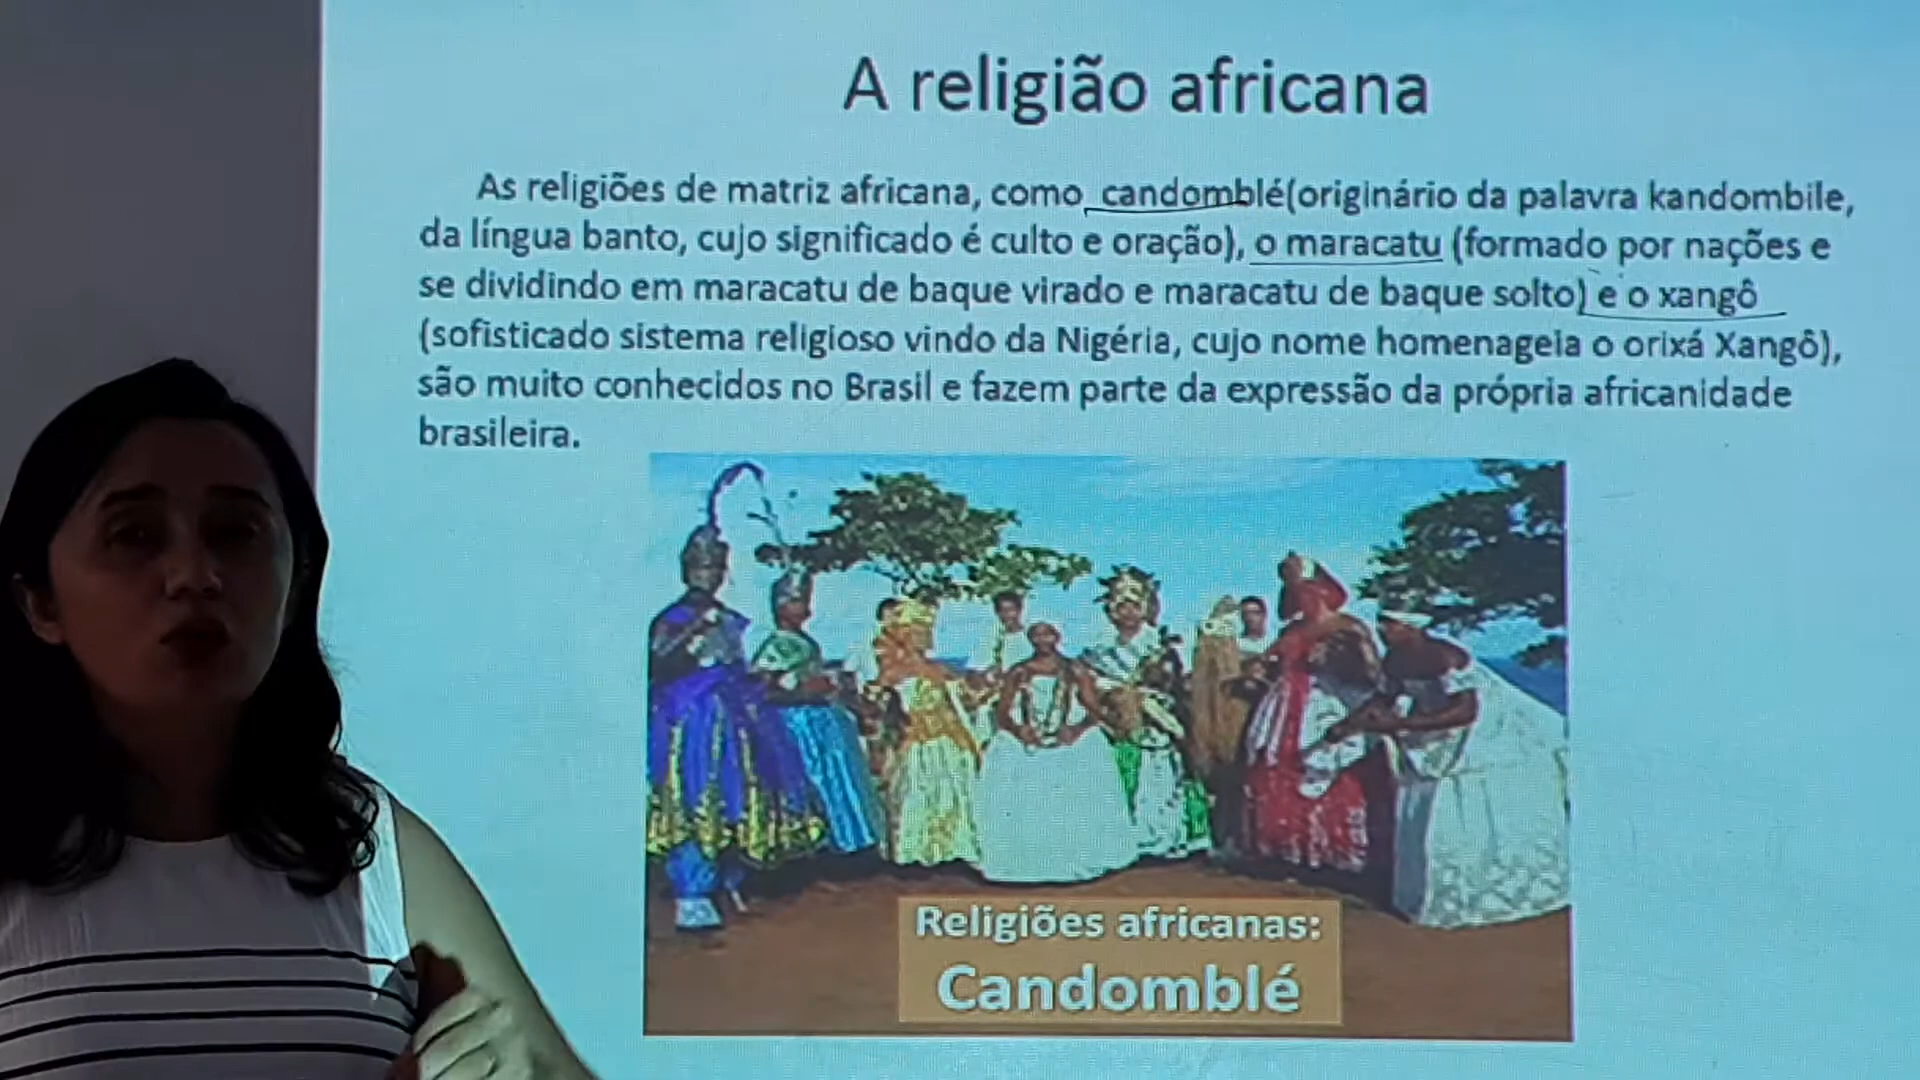 A religião africana
As religiões de matriz africana, como candomblé(originário da palavra kandombile,
da língua banto, cujo significado é culto e oração), o maracatu (formado por nações e
se dividindo em maracatu de baque virado e maracatu de baque solto) e o xangô
(sofisticado sistema religioso vindo da Nigéria, cujo nome homenageia o orixá Xangô),
são muito conhecidos no Brasil e fazem parte da expressão da própria africanidade
brasileira.
Religiões africanas:
Candomblé